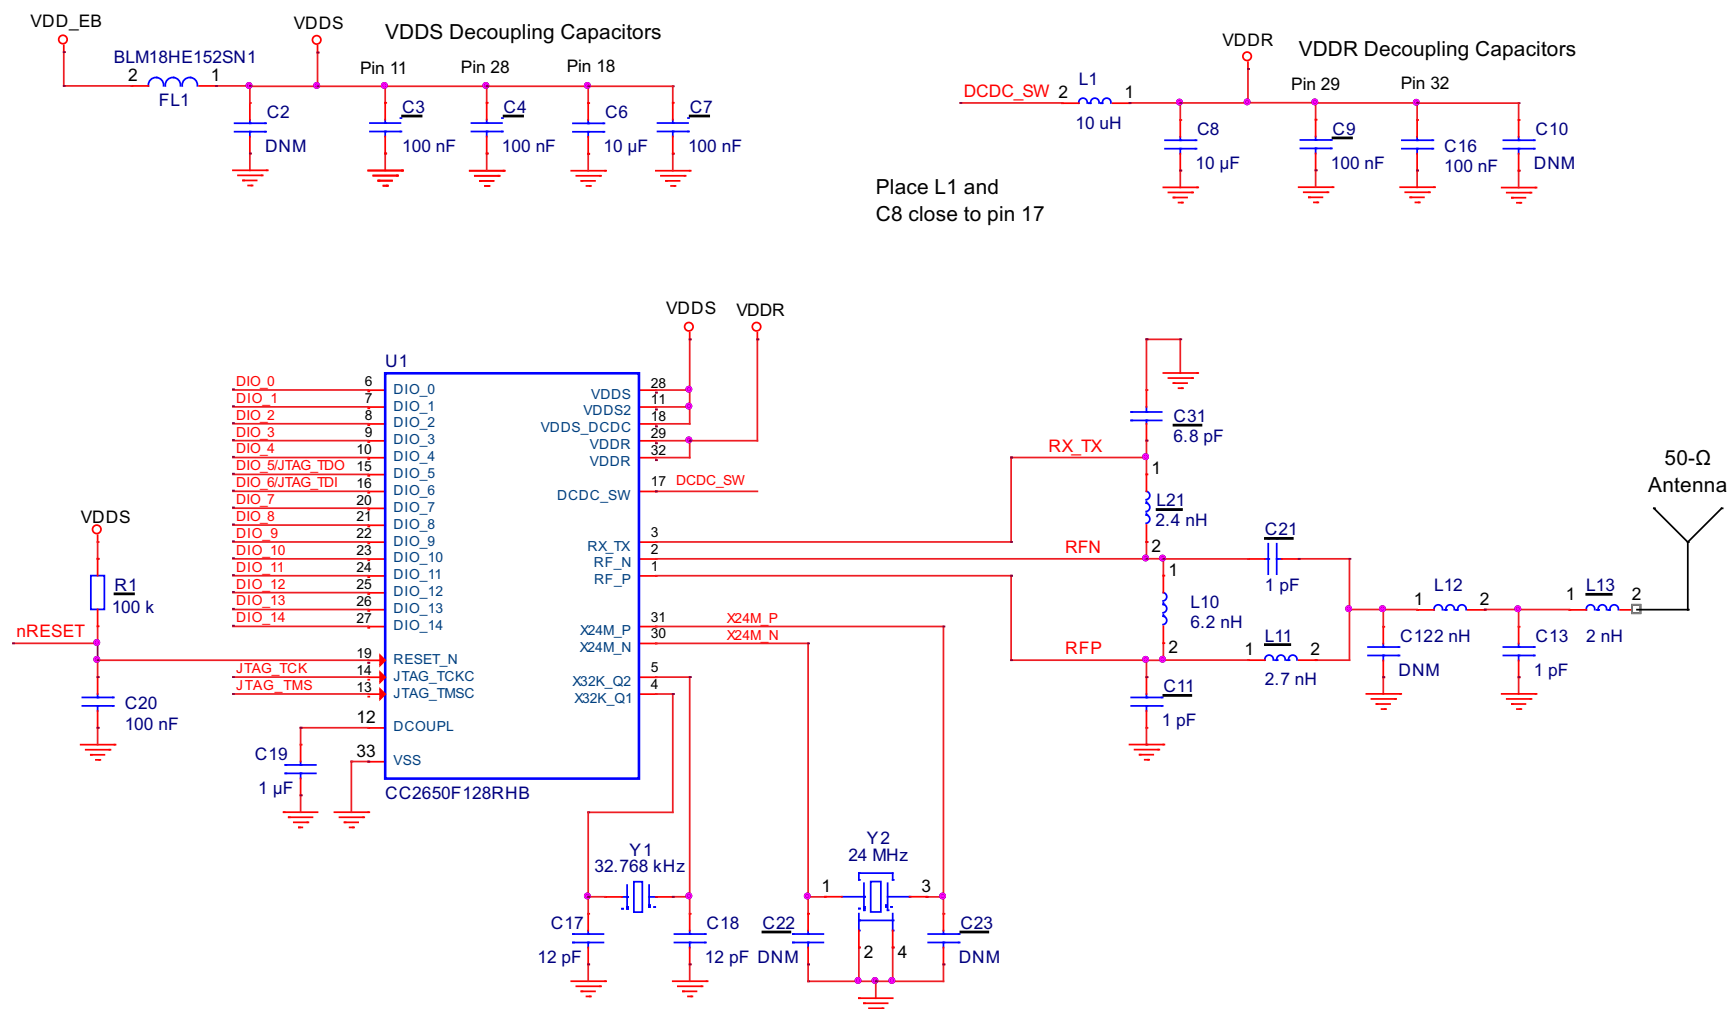 VDD_EB
VDDS
VDDS Decoupling Capacitors
BLM18HE152SN1
2
1
FL1
Pin 11
Pin 28
Pin 18
C2
DNM
C3
100 nF
C4
100 nF
C6
10 µF
C7
100 nF
VDDR
VDDR Decoupling Capacitors
DCDC_SW
2
L1
1
10 uH
Pin 29
Pin 32
C8
10 µF
C9
100 nF
C16
100 nF
C10
DNM
Place L1 and
C8 close to pin 17
VDDS
VDDR
U1
DIO_0 6 DIO_0
DIO_1 7 DIO_1
DIO_2 8 DIO_2
DIO_3 9 DIO_3
DIO_4 10 DIO_4
DIO_5/JTAG_TDO 15 DIO_5
DIO_6/JTAG_TDI 16 DIO_6
DIO_7 20 DIO_7
DIO_8 21 DIO_8
DIO_9 22 DIO_9
DIO_10 23 DIO_10
DIO_11 24 DIO_11
DIO_12 25 DIO_12
DIO_13 26 DIO_13
DIO_14 27 DIO_14
19 RESET_N
JTAG_TCK 14 JTAG_TCKC
JTAG_TMS 13 JTAG_TMSC
12 DCOUPL
33 VSS
CC2650F128RHB
VDDS 28
VDDS2 11
VDDS_DCDC 18
VDDR 29
VDDR 32
DCDC_SW 17 DCDC_SW
RX_TX 3
RF_N 2
RF_P 1
X24M_P 31 X24M_P
X24M_N 30 X24M_N
X32K_Q2 5
X32K_Q1 4
VDDS
R1
100 k
nRESET
C20
100 nF
C19
1 µF
Y1
32.768 kHz
C17
12 pF
C18
12 pF
Y2
24 MHz
1
3
C22
DNM
2
4
C23
DNM
RX_TX
RFN
RFP
C31
6.8 pF
1
L21
2.4 nH
2
C21
1 pF
1
L10
6.2 nH
2
1
L11
2
2.7 nH
C11
1 pF
1
L12
2
C122 nH
DNM
C13
1 pF
1
L13
2
2 nH
50-Ω
Antenna